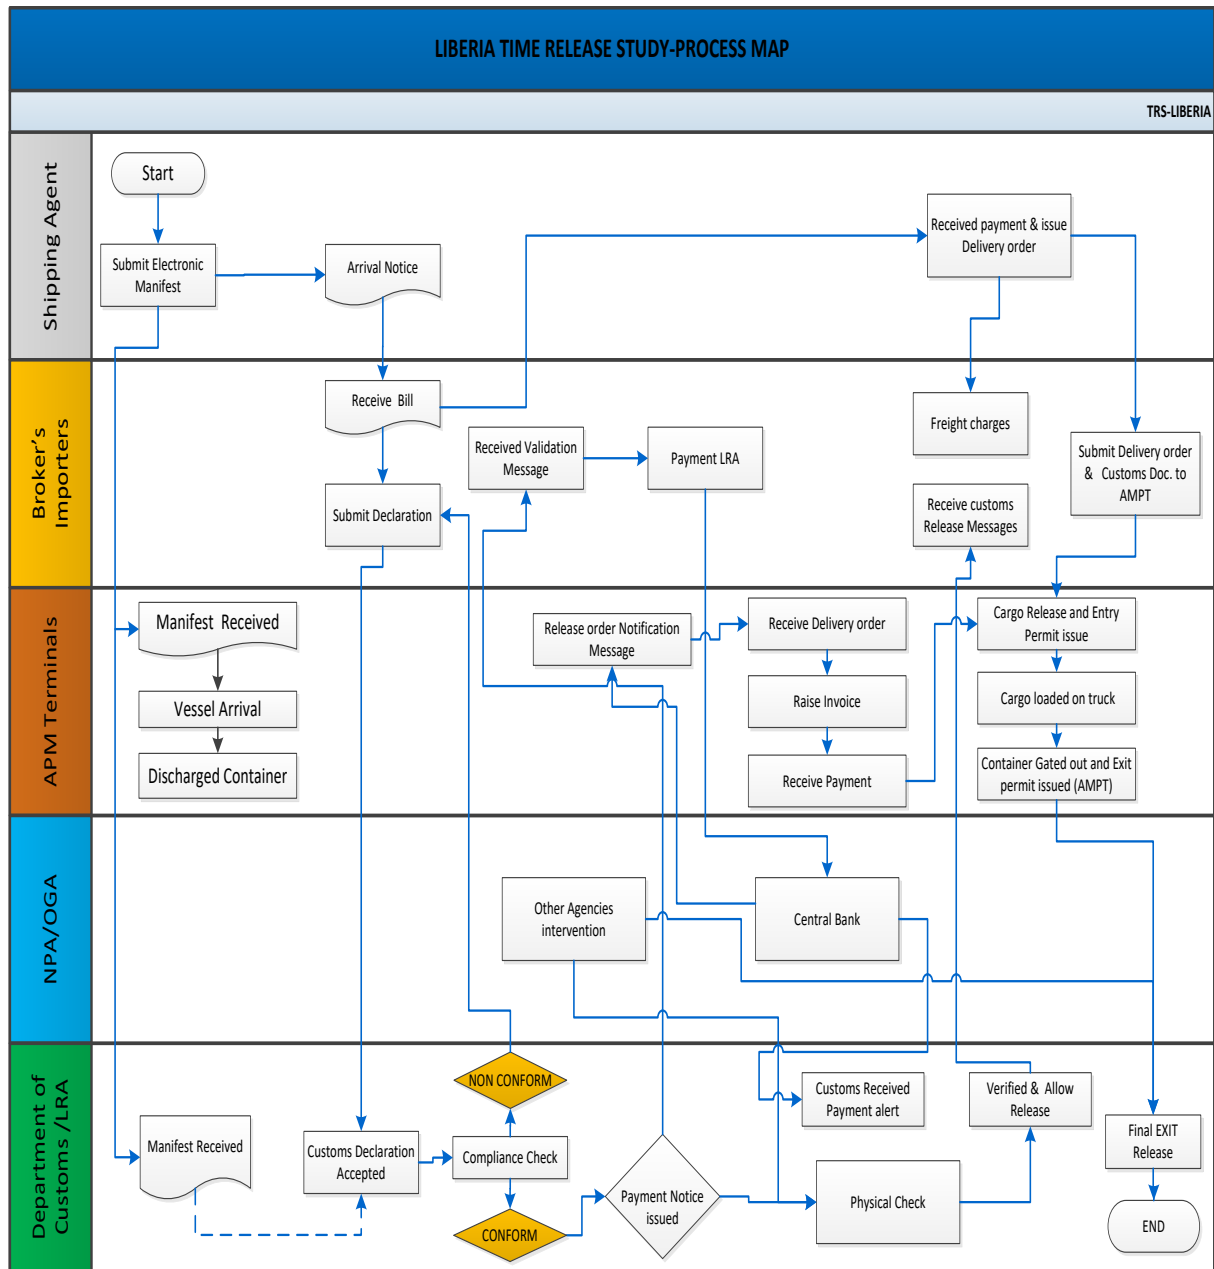 LIBERIA TIME RELEASE STUDY-PROCESS MAP
TRS-LIBERIA
Shipping Agent
Start
Submit Electronic
Manifest
Arrival Notice
Received payment & issue
Delivery order
Broker's
Importers
Receive Bill
Submit Declaration
Received Validation
Message
Payment LRA
Freight charges
Receive customs
Release Messages
Submit Delivery order
& Customs Doc. to
AMPT
APM Terminals
Manifest Received
Vessel Arrival
Discharged Container
Release order Notification
Message
Receive Delivery order
Raise Invoice
Receive Payment
Cargo Release and Entry
Permit issue
Cargo loaded on truck
Container Gated out and Exit
permit issued (AMPT)
NPA/OGA
Other Agencies
intervention
Central Bank
Department of
Customs /LRA
Manifest Received
Customs Declaration
Accepted
NON CONFORM
Compliance Check
CONFORM
Payment Notice
issued
Customs Received
Payment alert
Physical Check
Verified & Allow
Release
Final EXIT
Release
END